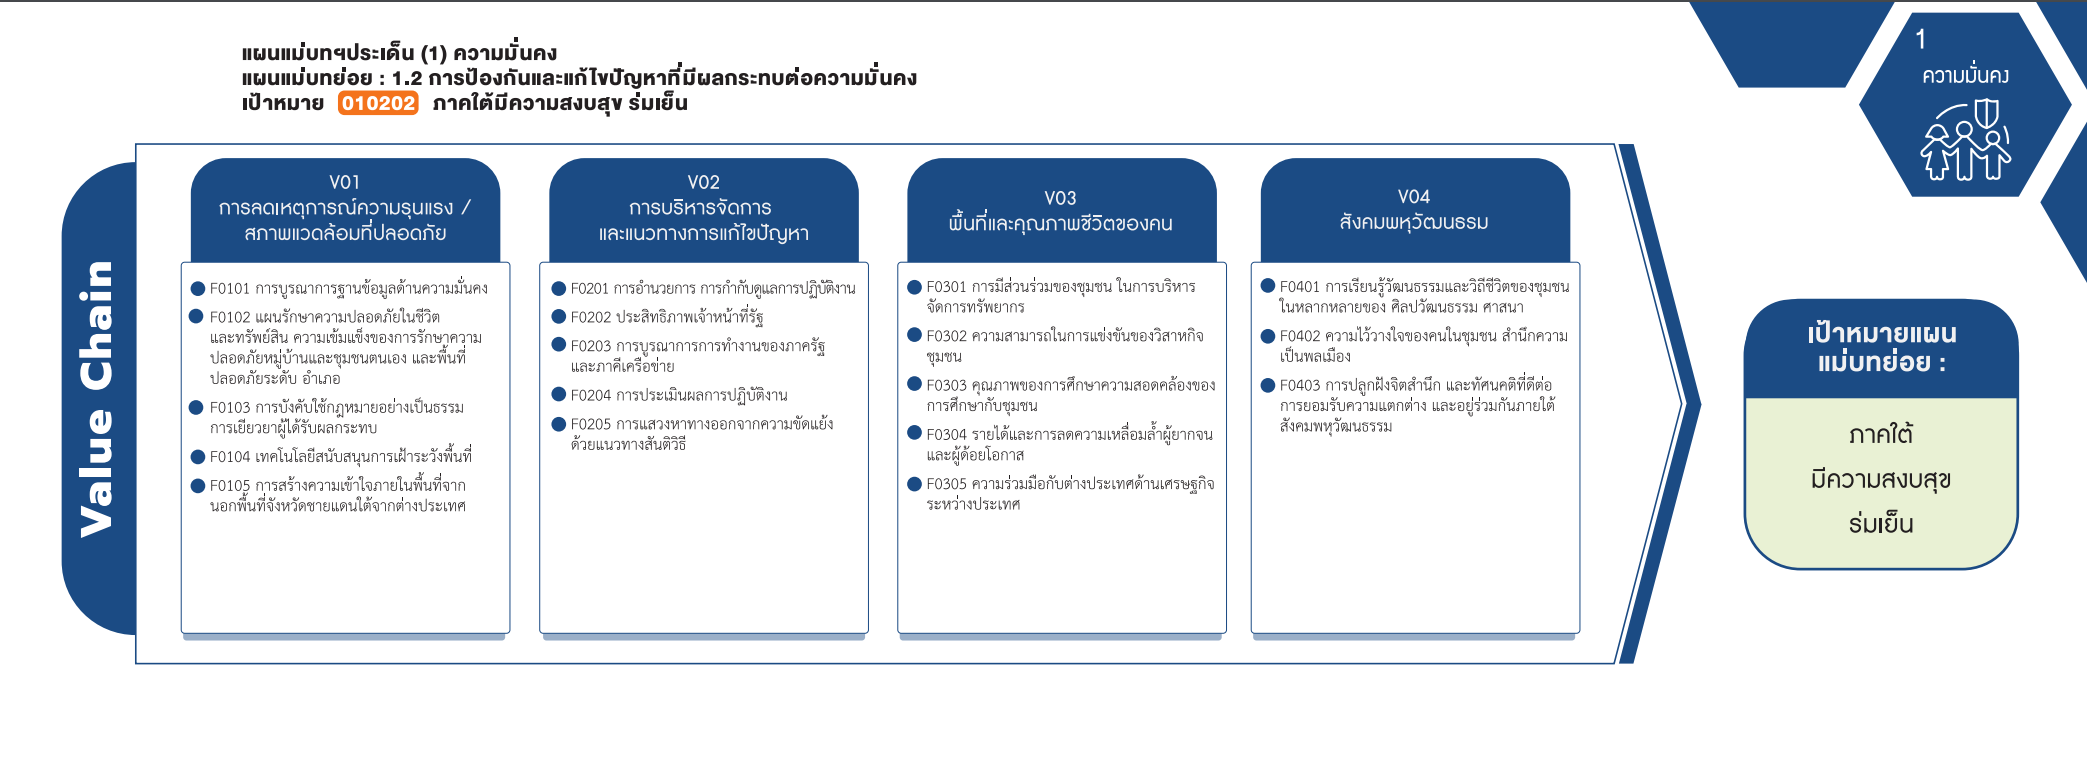 แผนแม่บทฯประเด็น (1) ความมั่นคง
แผนแม่บทย่อย : 1.2 การป้องกันและแก้ไขปัญหาที่มีผลกระทบต่อความมั่นคง
เป้าหมาย 010202 ภาคใต้มีความสงบสุข ร่มเย็น
1
ความมั่นคง
Value Chain
V01
การลดเหตุการณ์ความรุนแรง /
สภาพแวดล้อมที่ปลอดภัย
F0101 การบูรณาการฐานข้อมูลด้านความมั่นคง
F0102 แผนรักษาความปลอดภัยในชีวิต
และทรัพย์สิน ความเข้มแข็งของการรักษาความ
ปลอดภัยหมู่บ้านและชุมชนตนเอง และพื้นที่
ปลอดภัยระดับ อำเภอ
F0103 การบังคับใช้กฎหมายอย่างเป็นธรรม
การเยียวยาผู้ได้รับผลกระทบ
F0104 เทคโนโลยีสนับสนุนการเฝ้าระวังพื้นที่
F0105 การสร้างความเข้าใจภายในพื้นที่จาก
นอกพื้นที่จังหวัดชายแดนใต้จากต่างประเทศ
V02
การบริหารจัดการ
และแนวทางการแก้ไขปัญหา
F0201 การอำนวยการ การกำกับดูแลการปฏิบัติงาน
F0202 ประสิทธิภาพเจ้าหน้าที่รัฐ
F0203 การบูรณาการการทำงานของภาครัฐ
และภาคีเครือข่าย
F0204 การประเมินผลการปฏิบัติงาน
F0205 การแสวงหาทางออกจากความขัดแย้ง
ด้วยแนวทางสันติวิธี
V03
พื้นที่และคุณภาพชีวิตของคน
F0301 การมีส่วนร่วมของชุมชน ในการบริหาร
จัดการทรัพยากร
F0302 ความสามารถในการแข่งขันของวิสาหกิจ
ชุมชน
F0303 คุณภาพของการศึกษาความสอดคล้องของ
การศึกษากับชุมชน
F0304 รายได้และการลดความเหลื่อมล้ำผู้ยากจน
และผู้ด้อยโอกาส
F0305 ความร่วมมือกับต่างประเทศด้านเศรษฐกิจ
ระหว่างประเทศ
V04
สังคมพหุวัฒนธรรม
F0401 การเรียนรู้วัฒนธรรมและวิถีชีวิตของชุมชน
ในหลากหลายของ ศิลปวัฒนธรรม ศาสนา
F0402 ความไว้วางใจของคนในชุมชน สำนึกความ
เป็นพลเมือง
F0403 การปลูกฝังจิตสำนึก และทัศนคติที่ดีต่อ
การยอมรับความแตกต่าง และอยู่ร่วมกันภายใต้
สังคมพหุวัฒนธรรม
เป้าหมายแผน
แม่บทย่อย :
ภาคใต้
มีความสงบสุข
ร่มเย็น